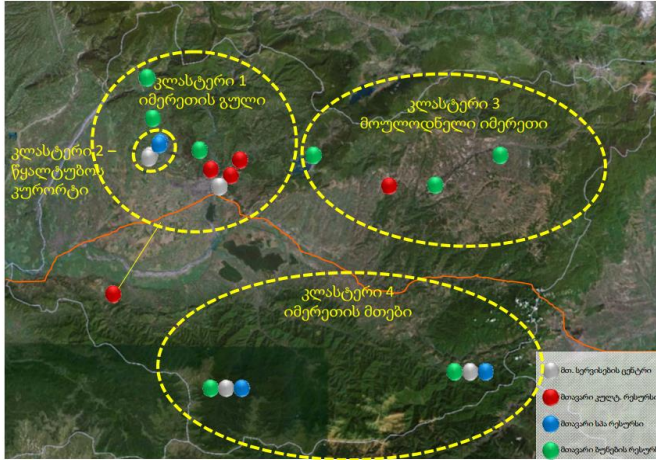 კლასტერი 1
იმერეთის გული
კლასტერი 2 –
წყალტუბოს
კურორტი
კლასტერი 3
მოულოდნელი იმერეთი
კლასტერი 4
იმერეთის მთები
მთ. სერვისების ცენტრი
მთავარი კულტ. რესურსი
მთავარი სპა რესურსი
მთავარი ბუნების რესურსი